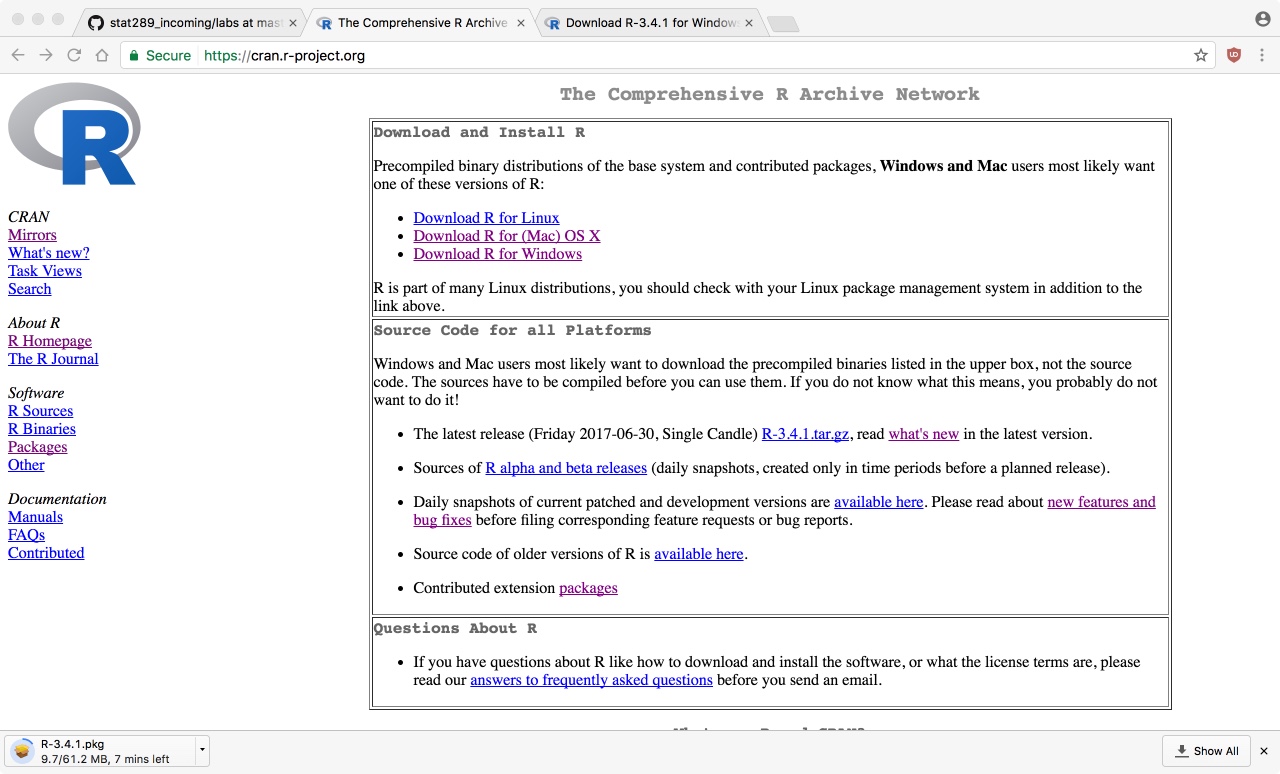 stat289_incoming/labs at mas
The Comprehensive R Archive
Download R-3.4.1 for Window
Secure https://cran.r-project.org
R
CRAN
Mirrors
What's new?
Task Views
Search
About R
R Homepage
The R Journal
Software
R Sources
R Binaries
Packages
Other
Documentation
Manuals
FAQs
Contributed
The Comprehensive R Archive Network
Download and Install R
Precompiled binary distributions of the base system and contributed packages, Windows and Mac users most likely want
one of these versions of R:
• Download R for Linux
• Download R for (Mac) OS X
• Download R for Windows
R is part of many Linux distributions, you should check with your Linux package management system in addition to the
link above.
Source Code for all Platforms
Windows and Mac users most likely want to download the precompiled binaries listed in the upper box, not the source
code. The sources have to be compiled before you can use them. If you do not know what this means, you probably do not
want to do it!
• The latest release (Friday 2017-06-30, Single Candle) R-3.4.1.tar.gz, read what's new in the latest version.
• Sources of R alpha and beta releases (daily snapshots, created only in time periods before a planned release).
• Daily snapshots of current patched and development versions are available here. Please read about new features and
bug fixes before filing corresponding feature requests or bug reports.
• Source code of older versions of R is available here.
• Contributed extension packages
Questions About R
• If you have questions about R like how to download and install the software, or what the license terms are, please
read our answers to frequently asked questions before you send an email.
R-3.4.1.pkg
9.7/61.2 MB, 7 mins left
Show All